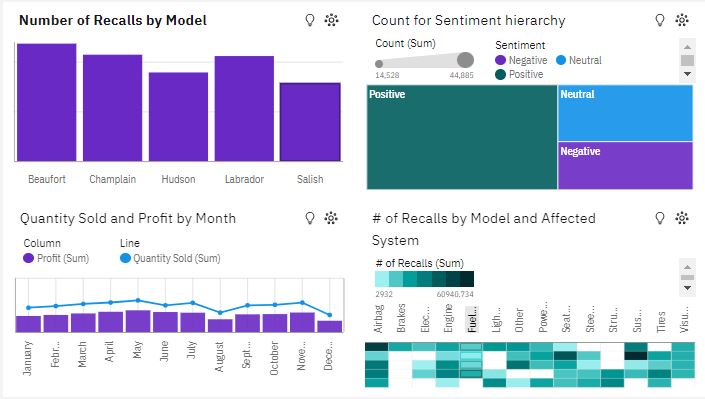 Number of Recalls by Model
Beaufort Champlain Hudson Labrador Salish
Count for Sentiment hierarchy
Count (Sum)
14,528 44,885
Sentiment
Negative Neutral
Positive
Positive
Neutral
Negative
Quantity Sold and Profit by Month
Column Line
Profit (Sum) Quantity Sold (Sum)
January
Febr...
March
April
May
June
July
August
Sept...
October
Nove...
Dece...
# of Recalls by Model and Affected
System
# of Recalls (Sum)
2932 60940.734
Airbag
Brakes
Elec...
Engine
Fuel...
Ligh...
Other
Powe...
Seat...
Stee...
Stru...
Sus...
Tires
Visu...